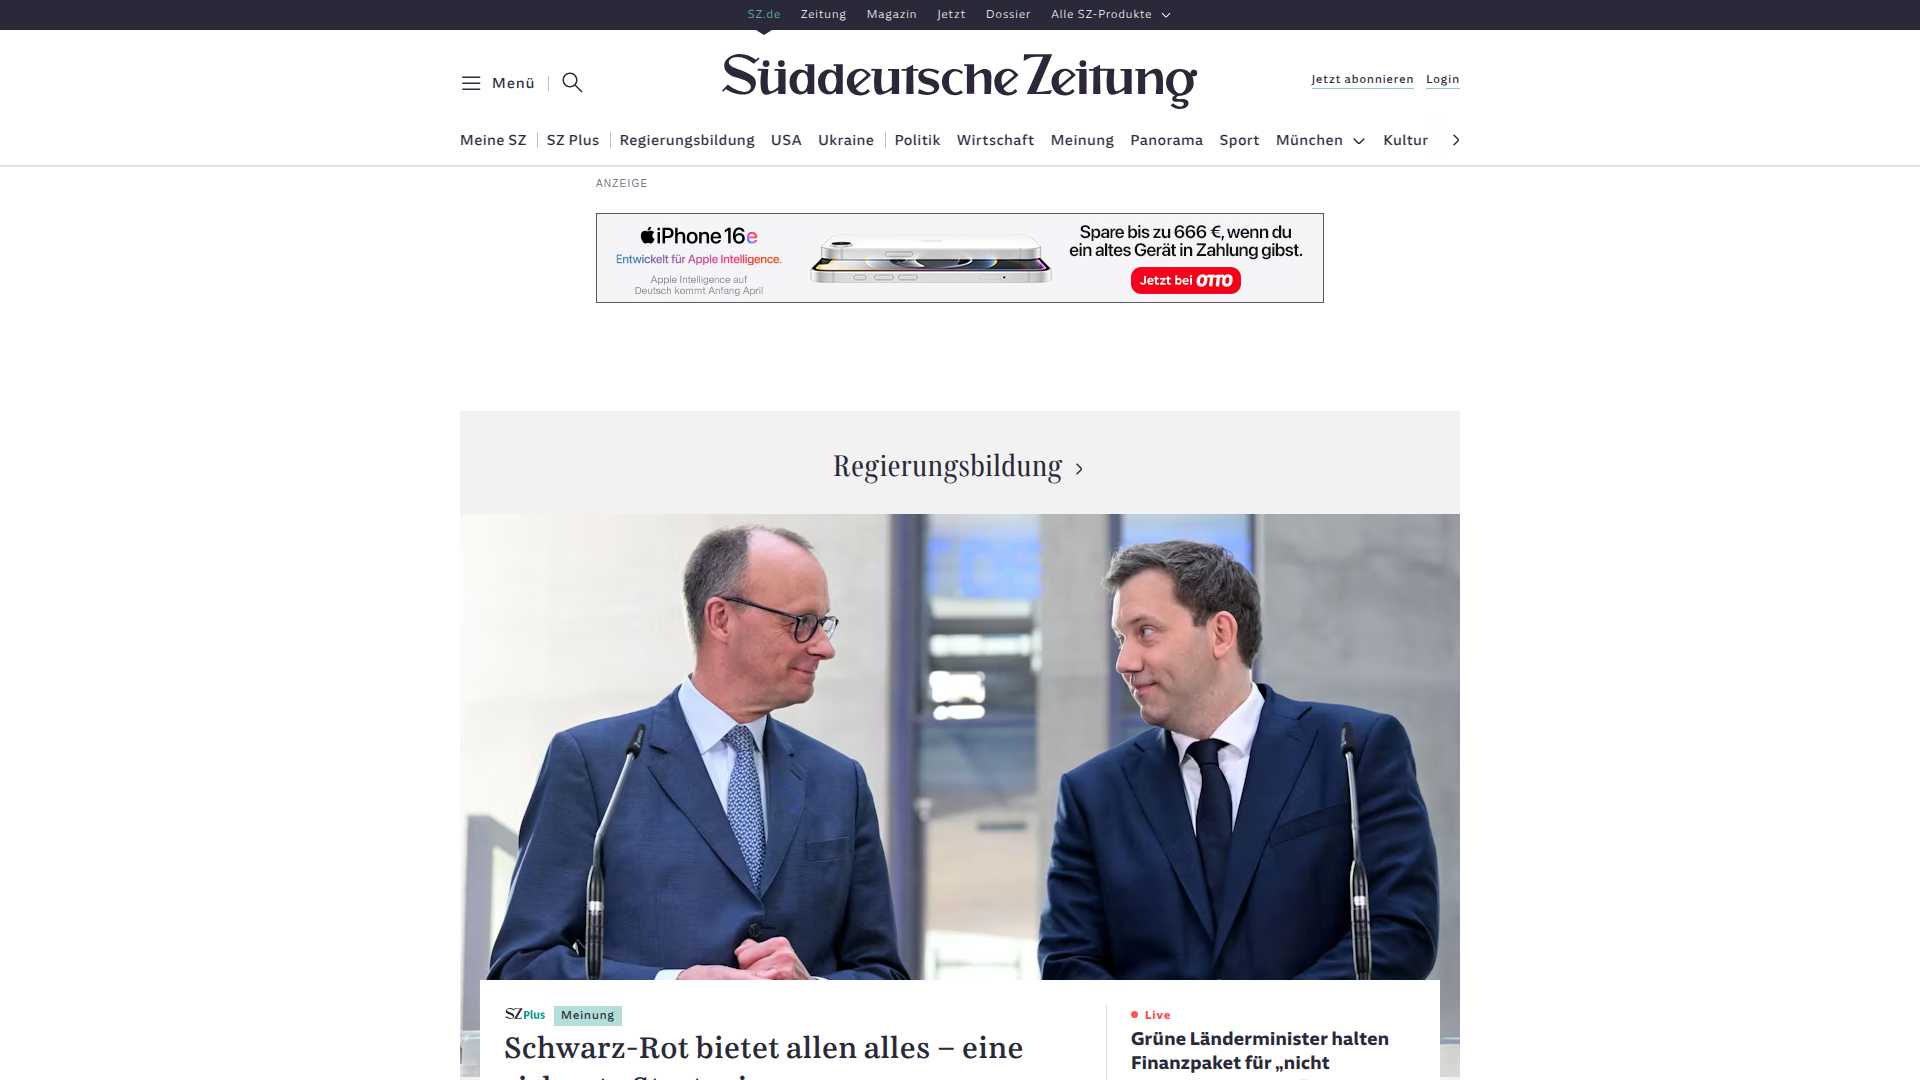 SZ.de Zeitung Magazin Jetzt Dossier Alle SZ-Produkte
Menü
Süddeutsche Zeitung
Jetzt abonnieren Login
Meine SZ SZ Plus Regierungsbildung USA Ukraine Politik Wirtschaft Meinung Panorama Sport München Kultur
ANZEIGE
iPhone 16e
Entwickelt für Apple Intelligence.
Apple Intelligence auf
Deutsch kommt Anfang April
Spare bis zu 666 €, wenn du
ein altes Gerät in Zahlung gibst.
Jetzt bei OTTO
Regierungsbildung
SZ Plus Meinung
Schwarz-Rot bietet allen alles – eine
Live
Grüne Länderminister halten
Finanzpaket für „nicht